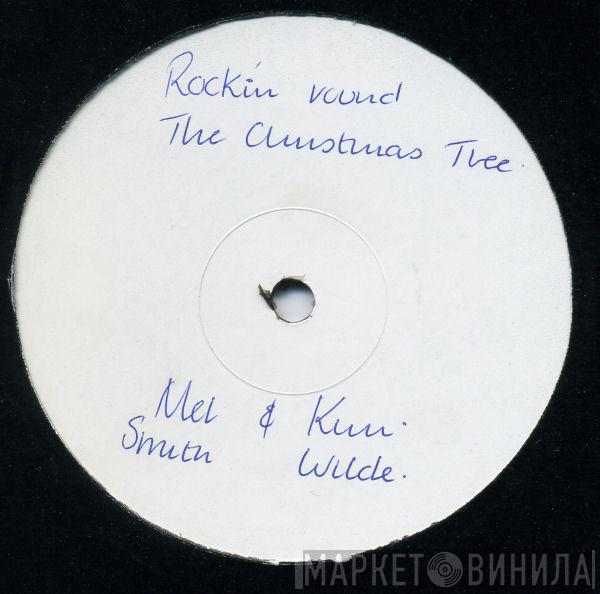 Rockin round
The Christmas Tree.
Mel & Kim.
Smith Wilde.
МАРКЕТ ВИНИЛА